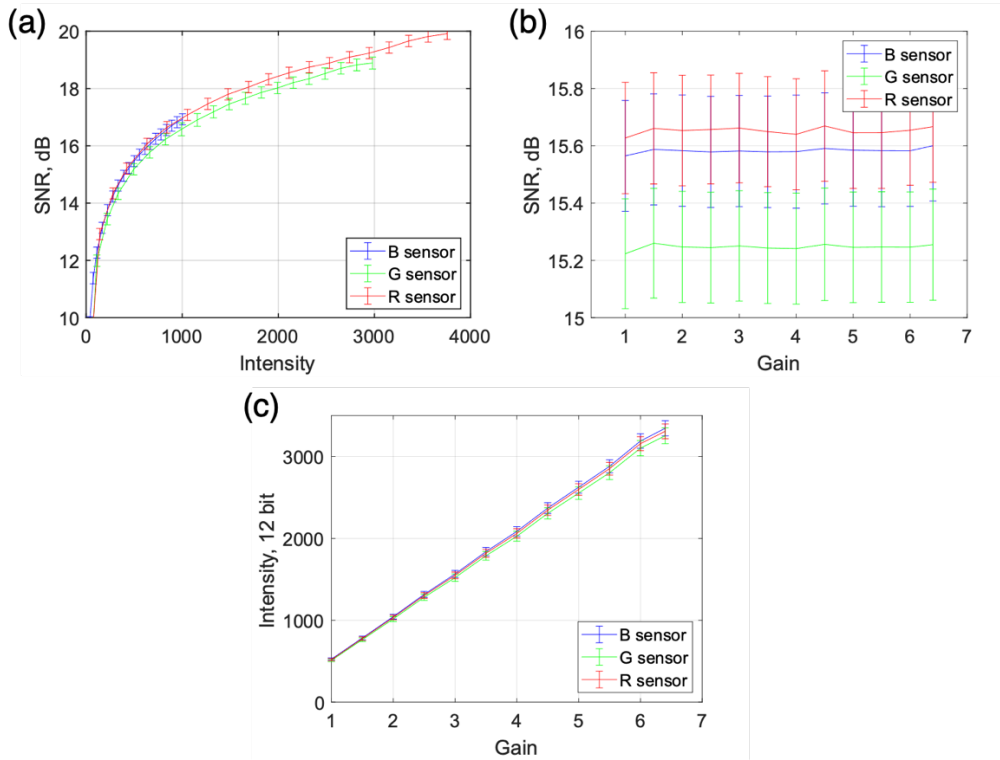 (a)
20
18
16
14
12
10
SNR, dB
0 1000 2000 3000 4000
Intensity
B sensor
G sensor
R sensor
(b)
16
15.8
15.6
15.4
15.2
15
SNR, dB
1 2 3 4 5 6 7
Gain
B sensor
G sensor
R sensor
(c)
3000
2000
1000
0
Intensity, 12 bit
1 2 3 4 5 6 7
Gain
B sensor
G sensor
R sensor